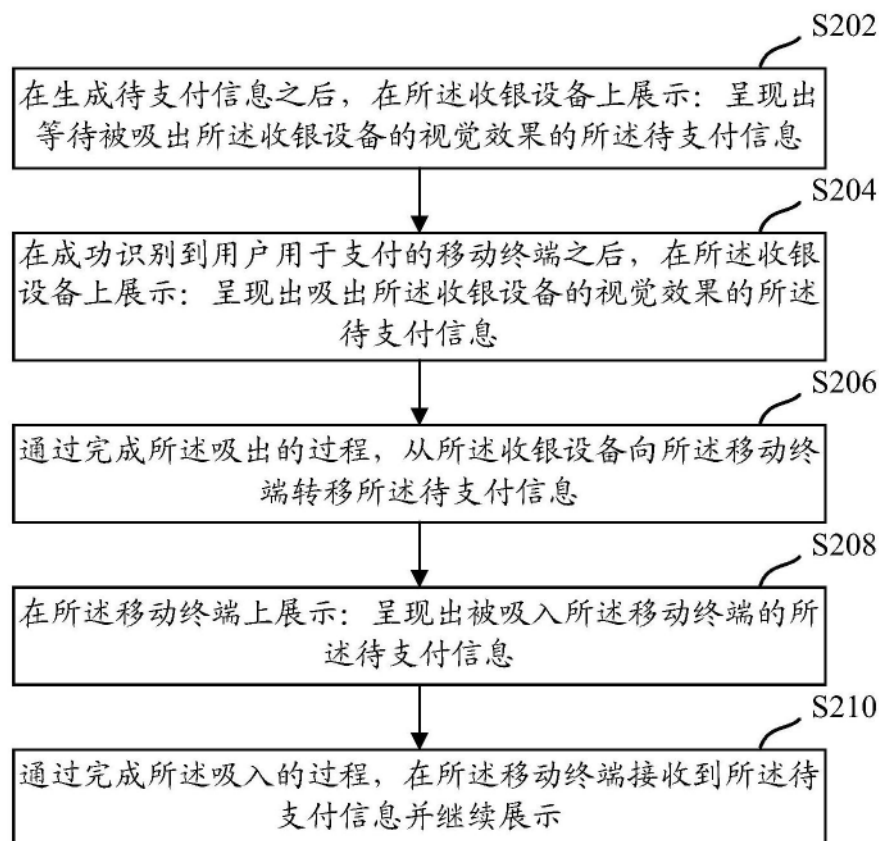 S202
在生成待支付信息之后，在所述收银设备上展示：呈现出
等待被吸出所述收银设备的视觉效果的所述待支付信息
S204
在成功识别到用户用于支付的移动终端之后，在所述收银
设备上展示：呈现出吸出所述收银设备的视觉效果的所述
待支付信息
S206
通过完成所述吸出的过程，从所述收银设备向所述移动终
端转移所述待支付信息
S208
在所述移动终端上展示：呈现出被吸入所述移动终端的所
述待支付信息
S210
通过完成所述吸入的过程，在所述移动终端接收到所述待
支付信息并继续展示